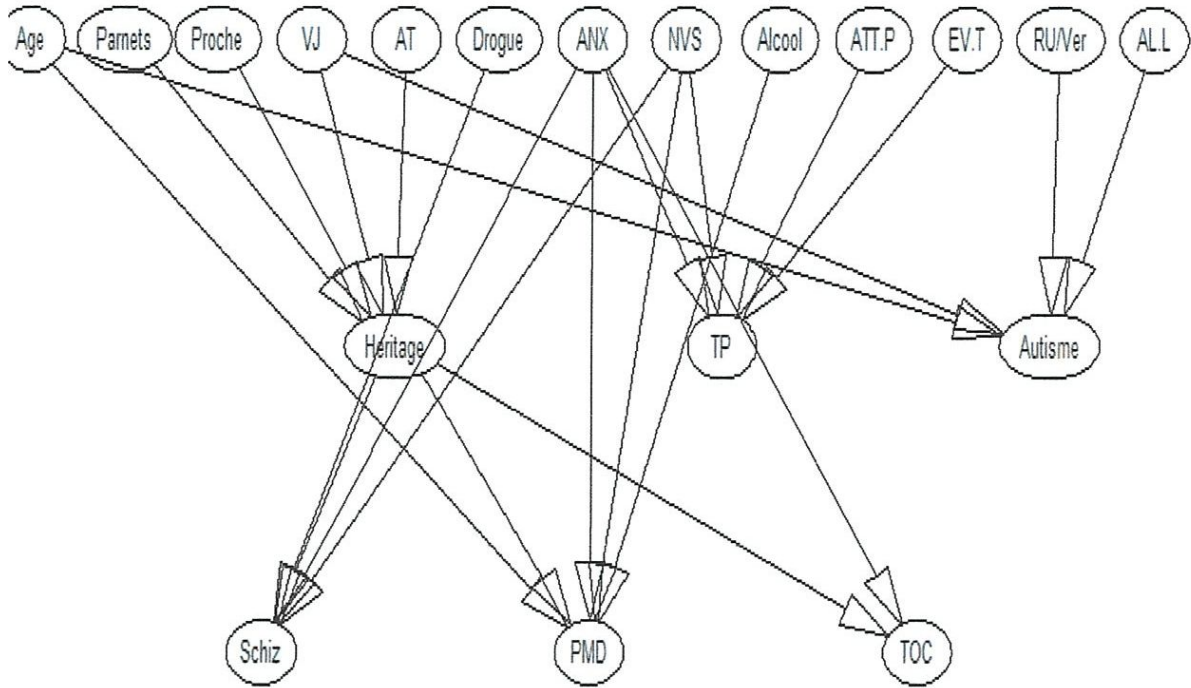 Age Parnets Proche VJ AT Drogue ANX NVS Alcool ATT.P EV.T RU/Ver AL.L
Héritage TP Autisme
Schiz PMD TOC